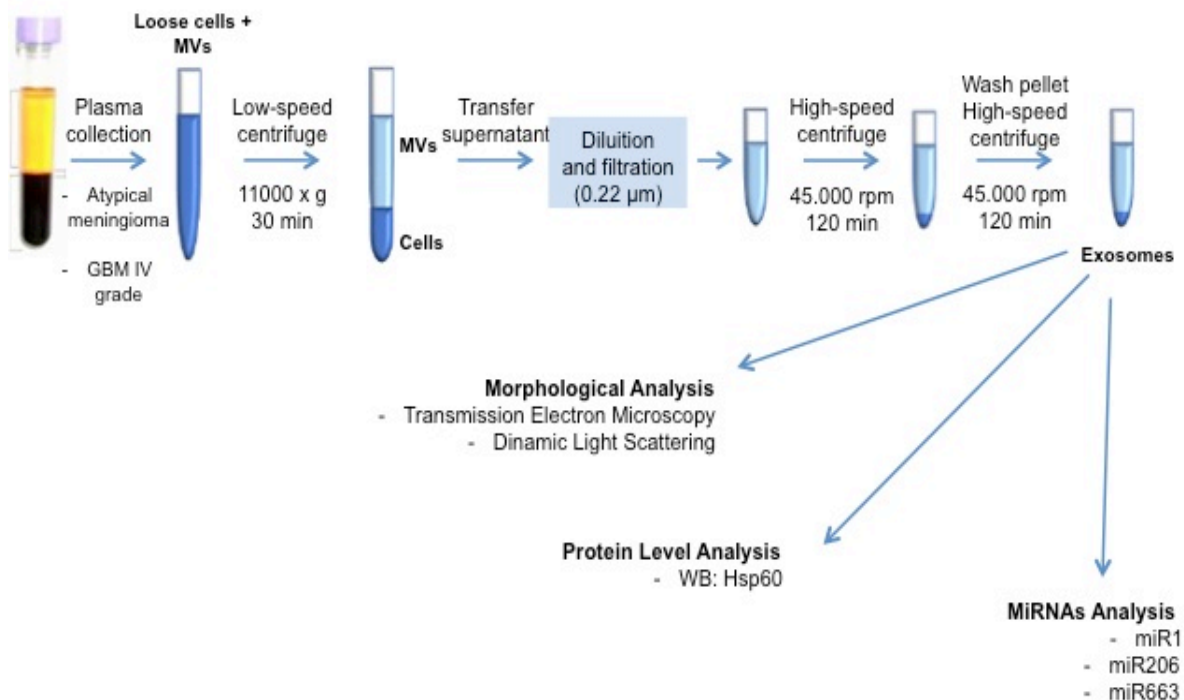 Loose cells +
MVs
Plasma
collection
- Atypical
meningioma
- GBM IV
grade
Low-speed
centrifuge
11000 x g
30 min
MVs
Cells
Transfer
supernatant
Diluition
and filtration
(0.22 µm)
High-speed
centrifuge
45.000 rpm
120 min
Wash pellet
High-speed
centrifuge
45.000 rpm
120 min
Exosomes
Morphological Analysis
- Transmission Electron Microscopy
- Dinamic Light Scattering
Protein Level Analysis
- WB: Hsp60
MiRNAs Analysis
- miR1
- miR206
- miR663